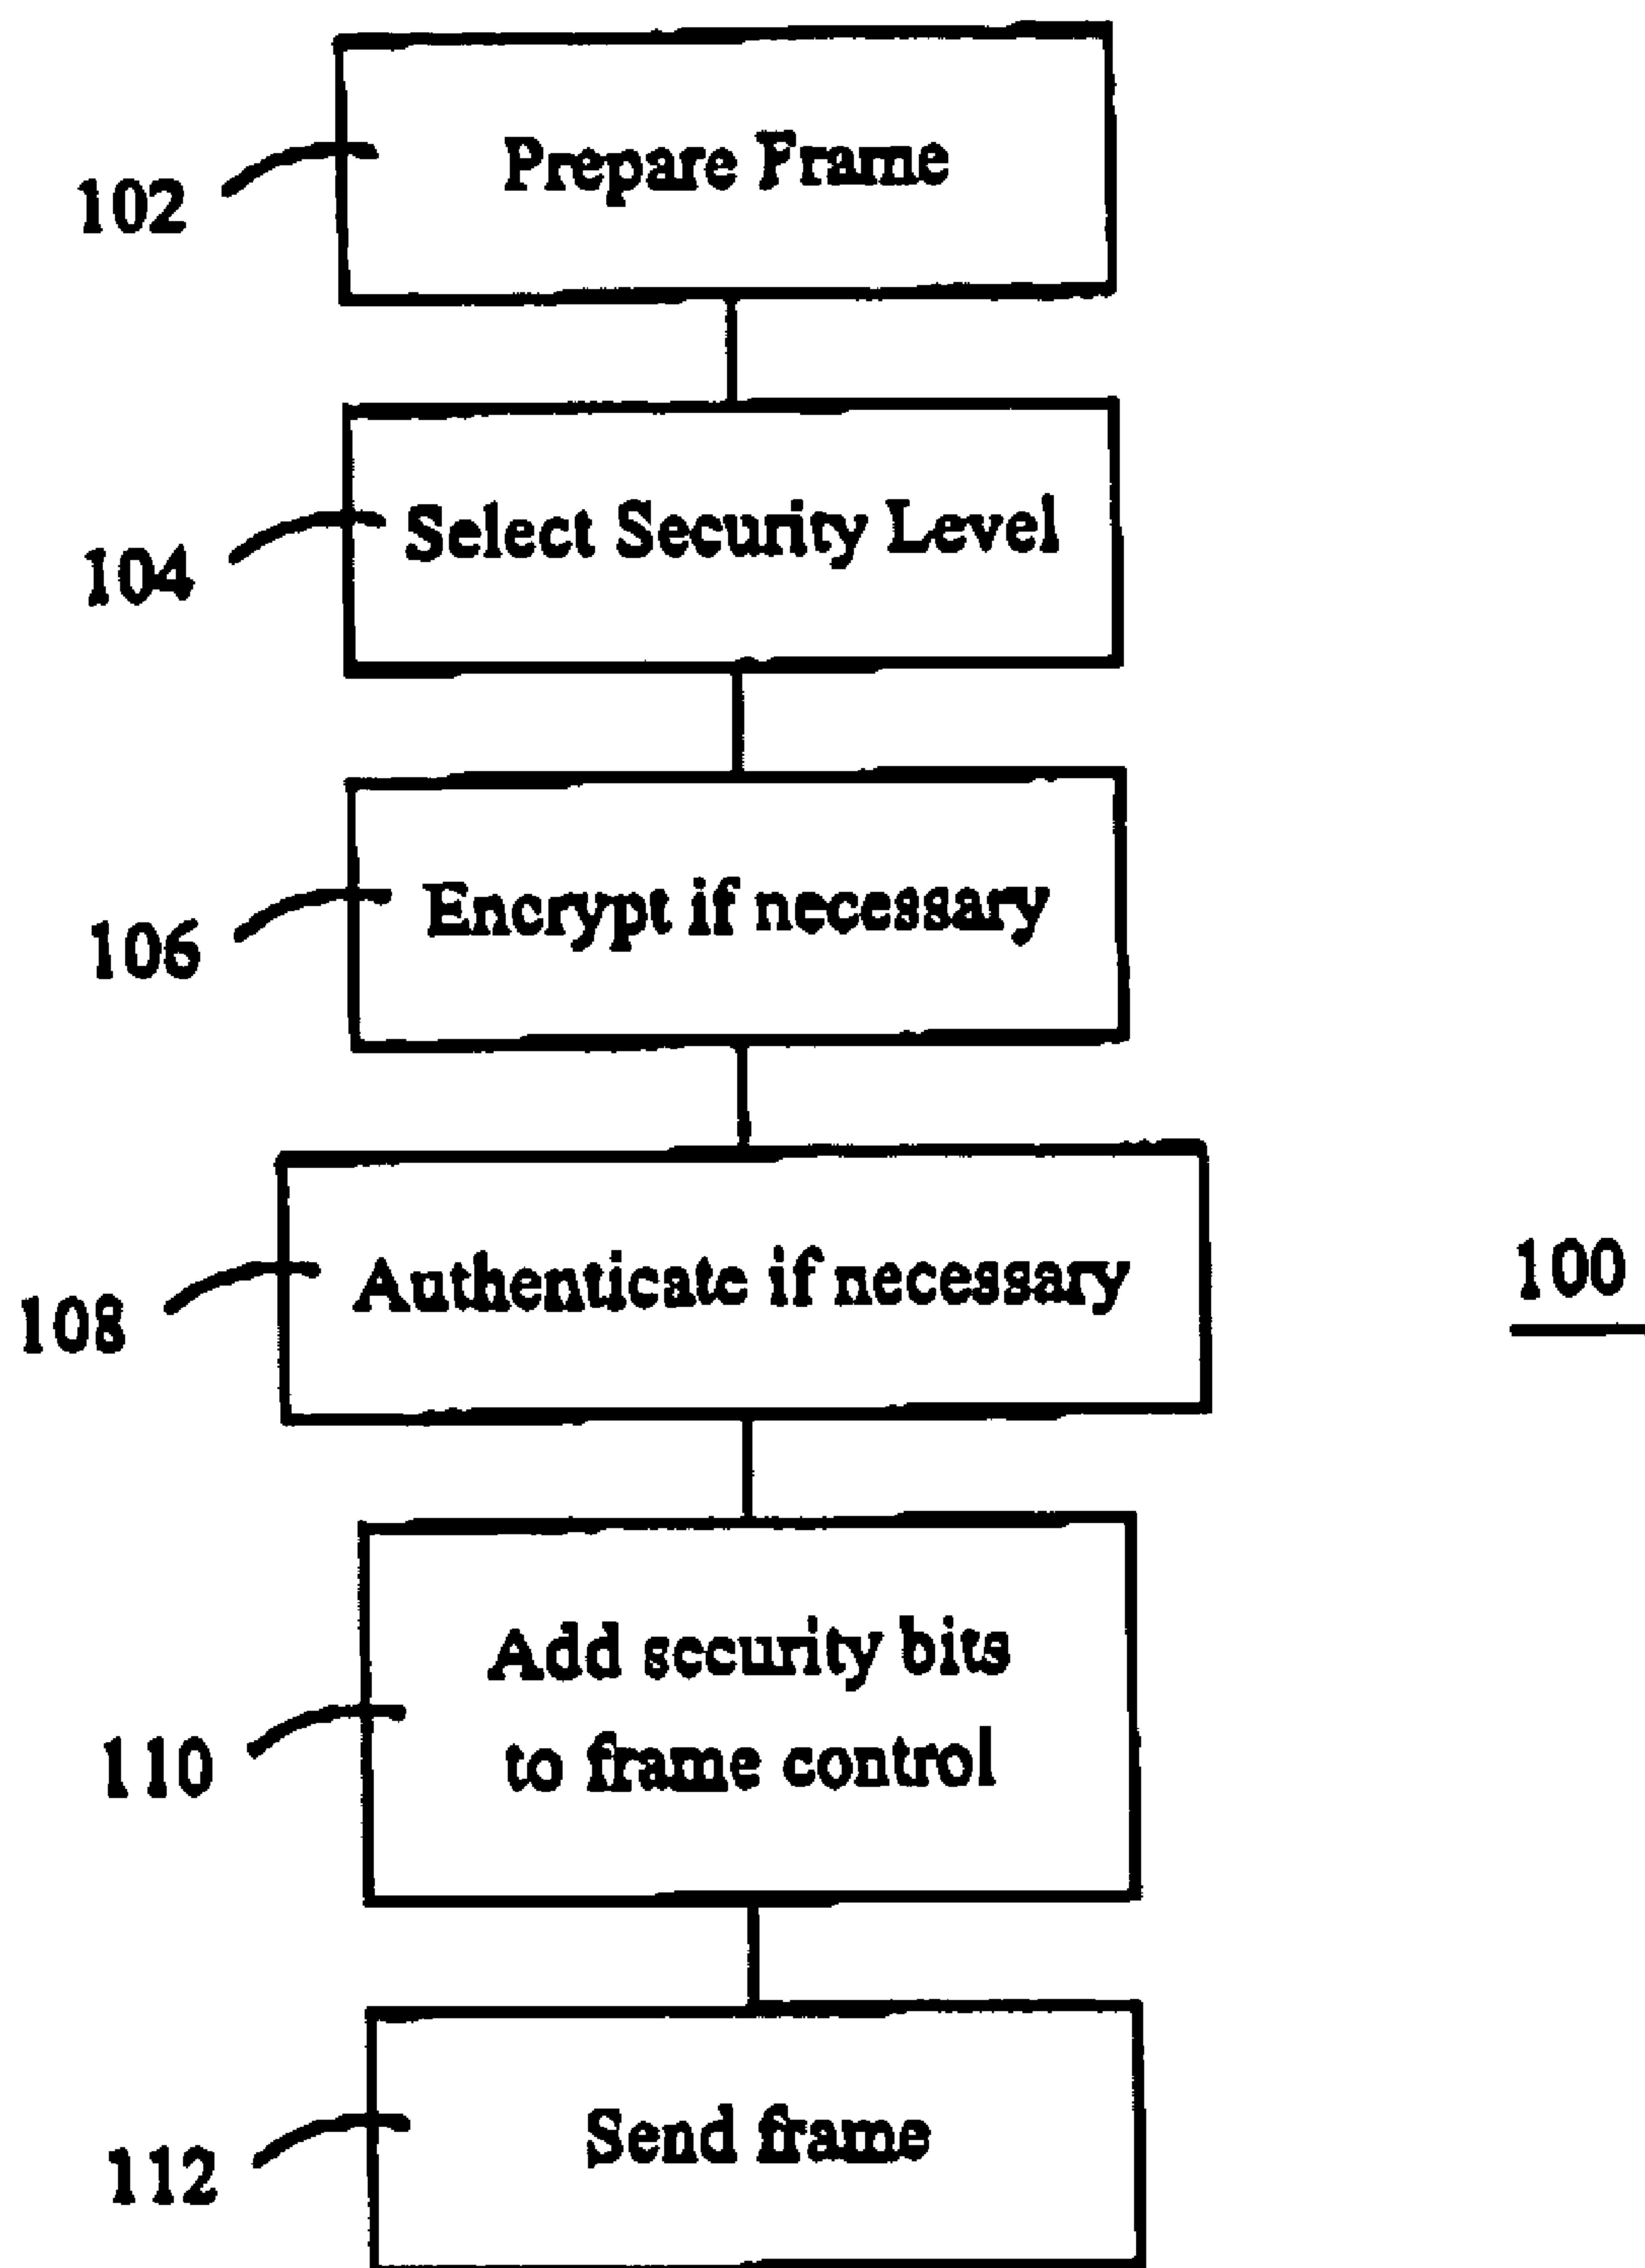 Prepare Frame
102
Select Security Level
104
Encrypt if necessary
106
Authenticate if necessary
108
100
Add security bits
to frame control
110
Send frame
112